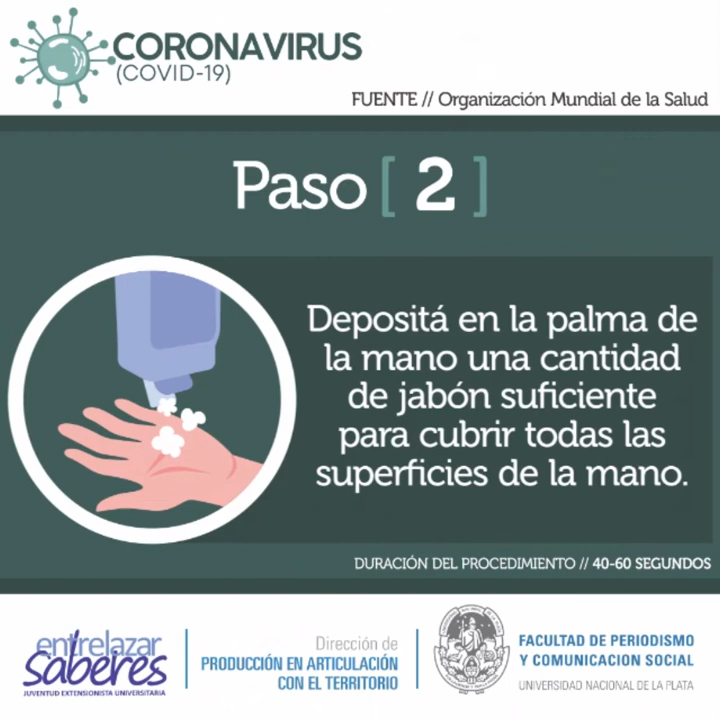 CORONAVIRUS
(COVID-19)
FUENTE // Organización Mundial de la Salud
Paso [ 2 ]
Depositá en la palma de
la mano una cantidad
de jabón suficiente
para cubrir todas las
superficies de la mano.
DURACIÓN DEL PROCEDIMIENTO // 40-60 SEGUNDOS
entrelazar
saberes
JUVENTUD EXTENSIONISTA UNIVERSITARIA
Dirección de
PRODUCCIÓN EN ARTICULACIÓN
CON EL TERRITORIO
FACULTAD DE PERIODISMO
Y COMUNICACION SOCIAL
UNIVERSIDAD NACIONAL DE LA PLATA